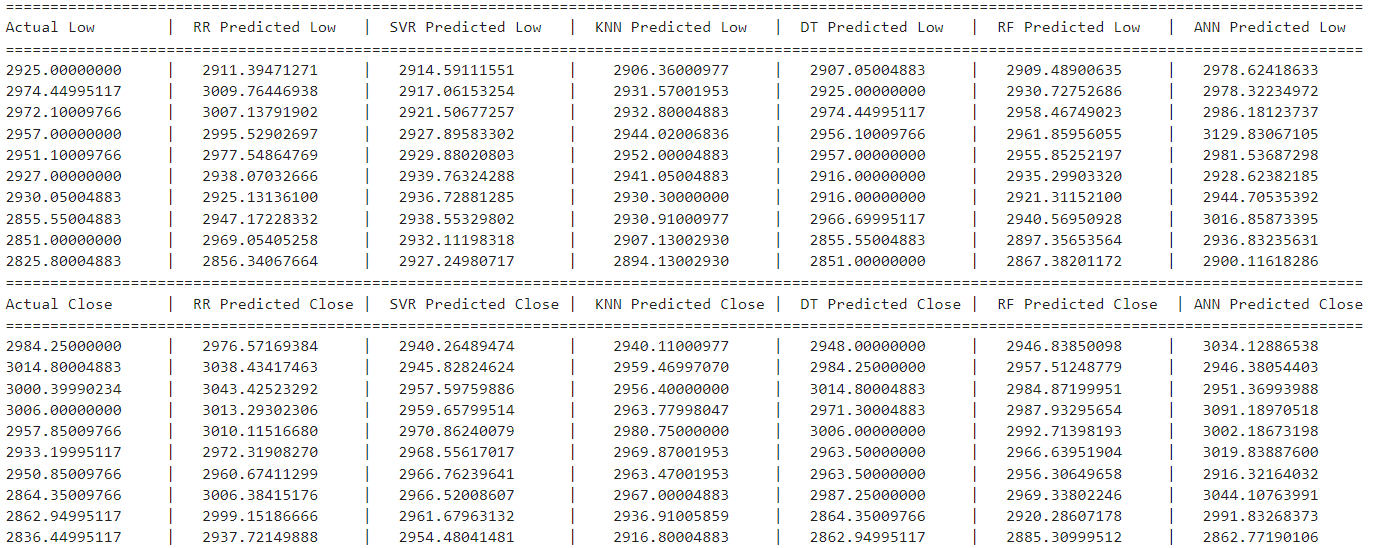 ==================================================================================================================================================
Actual Low | RR Predicted Low | SVR Predicted Low | KNN Predicted Low | DT Predicted Low | RF Predicted Low | ANN Predicted Low
==================================================================================================================================================
2925.00000000 | 2911.39471271 | 2914.59111551 | 2906.36000977 | 2907.05004883 | 2909.48900635 | 2978.62418633
2974.44995117 | 3009.76446938 | 2917.06153254 | 2931.57001953 | 2925.00000000 | 2930.72752686 | 2978.32234972
2972.10009766 | 3007.13791902 | 2921.50677257 | 2932.80004883 | 2974.44995117 | 2958.46749023 | 2986.18123737
2957.00000000 | 2995.52902697 | 2927.89583302 | 2944.02006836 | 2956.10009766 | 2961.85956055 | 3129.83067105
2951.10009766 | 2977.54864769 | 2929.88020803 | 2952.00004883 | 2957.00000000 | 2955.85252197 | 2981.53687298
2927.00000000 | 2938.07032666 | 2939.76324288 | 2941.05004883 | 2916.00000000 | 2935.29903320 | 2928.62382185
2930.05004883 | 2925.13136100 | 2936.72881285 | 2930.30000000 | 2916.00000000 | 2921.31152100 | 2944.70535392
2855.55004883 | 2947.17228332 | 2938.55329802 | 2930.91000977 | 2966.69995117 | 2940.56950928 | 3016.85873395
2851.00000000 | 2969.05405258 | 2932.11198318 | 2907.13002930 | 2855.55004883 | 2897.35653564 | 2936.83235631
2825.80004883 | 2856.34067664 | 2927.24980717 | 2894.13002930 | 2851.00000000 | 2867.38201172 | 2900.11618286
==================================================================================================================================================
Actual Close | RR Predicted Close | SVR Predicted Close | KNN Predicted Close | DT Predicted Close | RF Predicted Close | ANN Predicted Close
==================================================================================================================================================
2984.25000000 | 2976.57169384 | 2940.26489474 | 2940.11000977 | 2948.00000000 | 2946.83850098 | 3034.12886538
3014.80004883 | 3038.43417463 | 2945.82824624 | 2959.46997070 | 2984.25000000 | 2957.51248779 | 2946.38054403
3000.39990234 | 3043.42523292 | 2957.59759886 | 2956.40000000 | 3014.80004883 | 2984.87199951 | 2951.36993988
3006.00000000 | 3013.29302306 | 2959.65799514 | 2963.77998047 | 2971.30004883 | 2987.93295654 | 3091.18970518
2957.85009766 | 3010.11516680 | 2970.86240079 | 2980.75000000 | 3006.00000000 | 2992.71398193 | 3002.18673198
2933.19995117 | 2972.31908270 | 2968.55617017 | 2969.87001953 | 2963.50000000 | 2966.63951904 | 3019.83887600
2950.85009766 | 2960.67411299 | 2966.76239641 | 2963.47001953 | 2963.50000000 | 2956.30649658 | 2916.32164032
2864.35009766 | 3006.38415176 | 2966.52008607 | 2967.00004883 | 2987.25000000 | 2969.33802246 | 3044.10763991
2862.94995117 | 2999.15186666 | 2961.67963132 | 2936.91005859 | 2864.35009766 | 2920.28607178 | 2991.83268373
2836.44995117 | 2937.72149888 | 2954.48041481 | 2916.80004883 | 2862.94995117 | 2885.30999512 | 2862.77190106